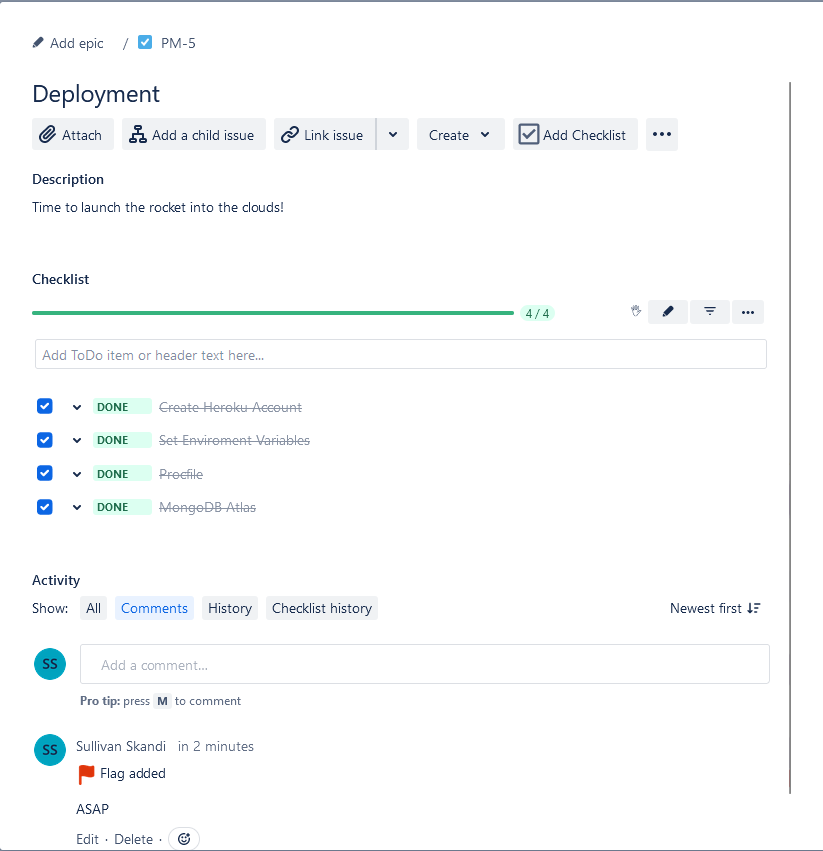 Add epic / PM-5
Deployment
Attach Add a child issue Link issue Create Add Checklist
Description
Time to launch the rocket into the clouds!
Checklist
4 / 4
Add ToDo item or header text here...
DONE Create Heroku Account
DONE Set Enviroment Variables
DONE Procfile
DONE MongoDB Atlas
Activity
Show: All Comments History Checklist history Newest first
SS Add a comment...
Pro tip: press M to comment
SS Sullivan Skandi in 2 minutes
Flag added
ASAP
Edit · Delete ·